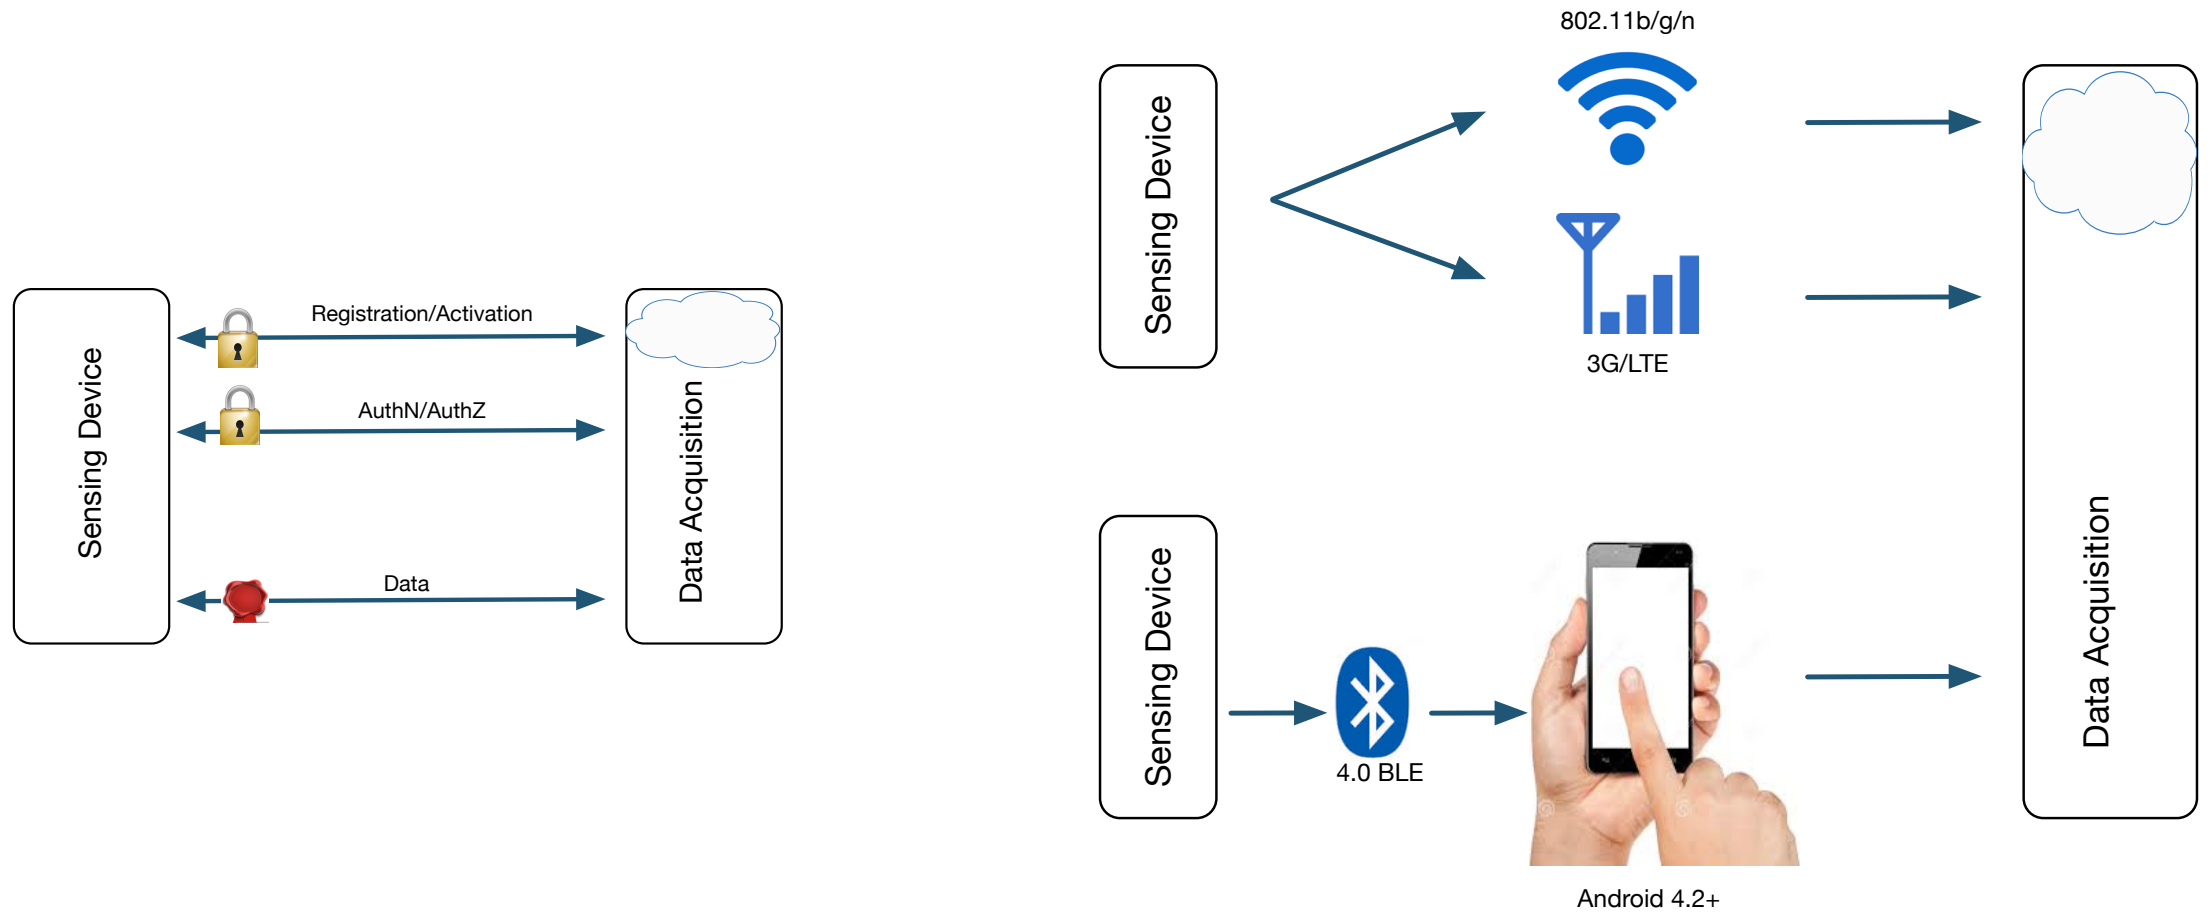 Sensing Device
Registration/Activation
AuthN/AuthZ
Data
Data Acquisition
Sensing Device
802.11b/g/n
3G/LTE
Sensing Device
4.0 BLE
Android 4.2+
Data Acquisition